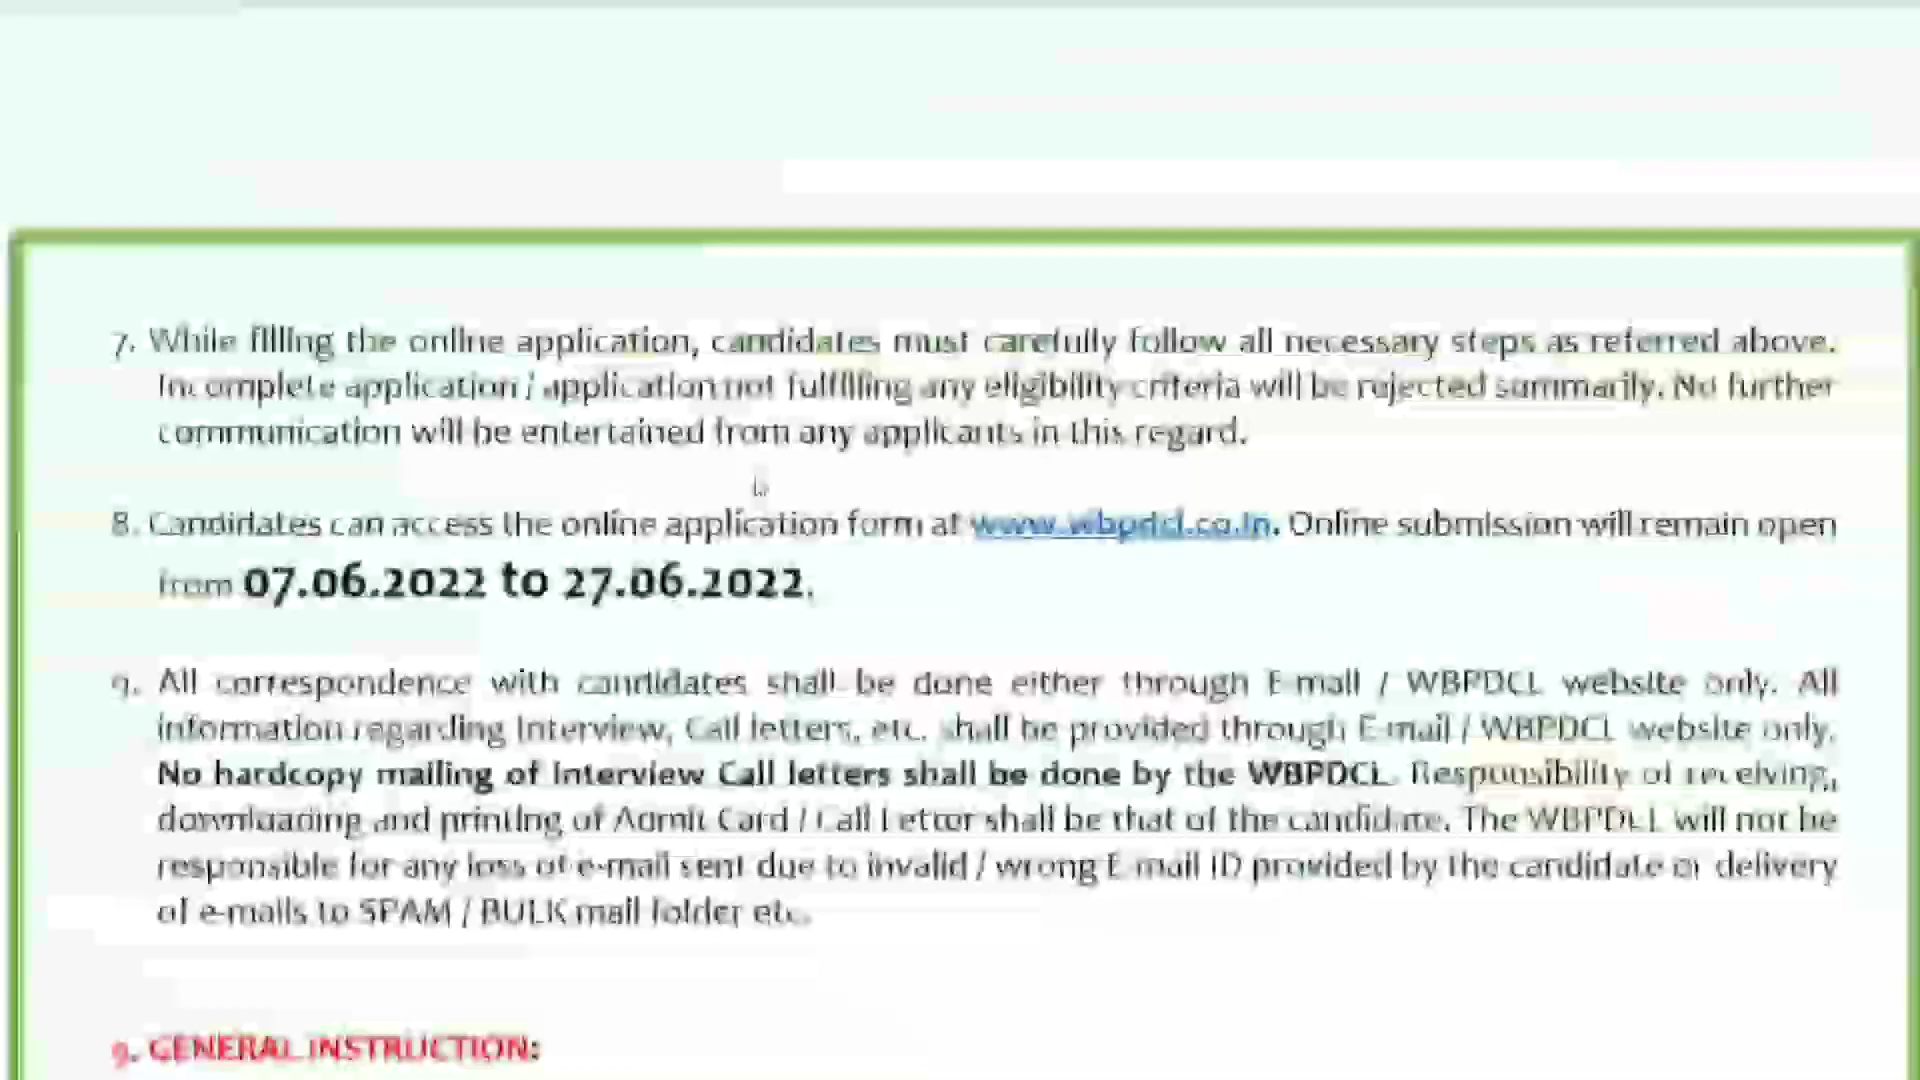 7. While filling the online application, candidates must carefully follow all necessary steps as referred above.
Incomplete application / application not fulfilling any eligibility criteria will be rejected summarily. No further
communication will be entertained from any applicants in this regard.
8. Candidates can access the online application form at www.wbpdcl.co.in. Online submission will remain open
from 07.06.2022 to 27.06.2022.
9. All correspondence with candidates shall be done either through E-mail / WBPDCL website only. All
information regarding Interview, Call letters, etc. shall be provided through E-mail / WBPDCL website only.
No hardcopy mailing of Interview Call letters shall be done by the WBPDCL. Responsibility of receiving,
downloading and printing of Admit Card / Call Letter shall be that of the candidate. The WBPDCL will not be
responsible for any loss of e-mail sent due to invalid / wrong E-mail ID provided by the candidate or delivery
of e-mails to SPAM / BULK mail folder etc.
9. GENERAL INSTRUCTION: